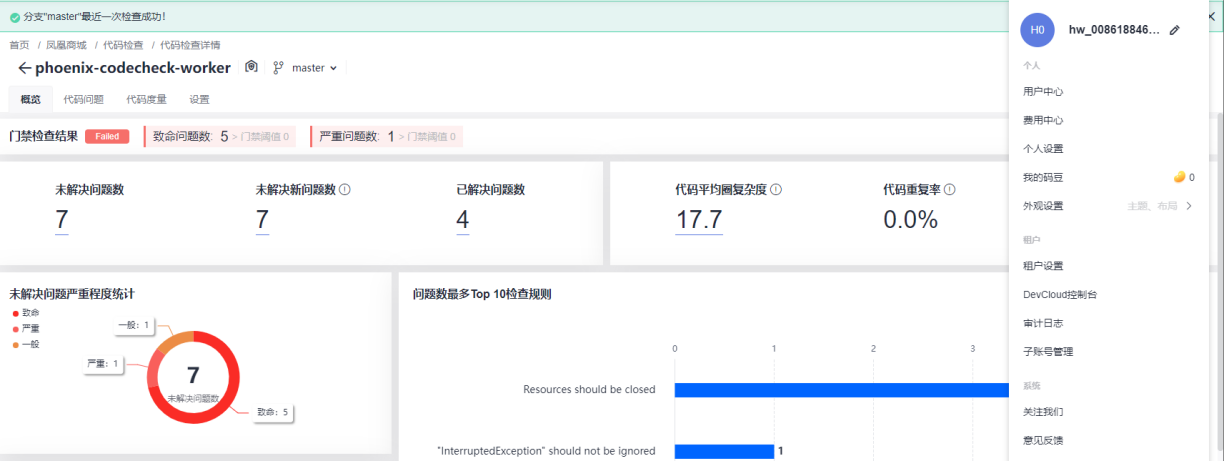 分支"master"最近一次检查成功！
首页 / 凤凰商城 / 代码检查 / 代码检查详情
phoenix-codecheck-worker master
概览 代码问题 代码度量 设置
门禁检查结果 Failed 致命问题数: 5 > 门禁阈值 0 严重问题数: 1 > 门禁阈值 0
未解决问题数 未解决新问题数 已解决问题数 代码平均圈复杂度 代码重复率
7 7 4 17.7 0.0%
未解决问题严重程度统计
致命
严重
一般
一般: 1
严重: 1
7
未解决问题数
致命: 5
问题数最多Top 10检查规则
0 1 2 3
Resources should be closed
"InterruptedException" should not be ignored 1
H0 hw_008618846...
个人
用户中心
费用中心
个人设置
我的码豆 0
外观设置 主题、布局
租户
租户设置
DevCloud控制台
审计日志
子账号管理
系统
关注我们
意见反馈